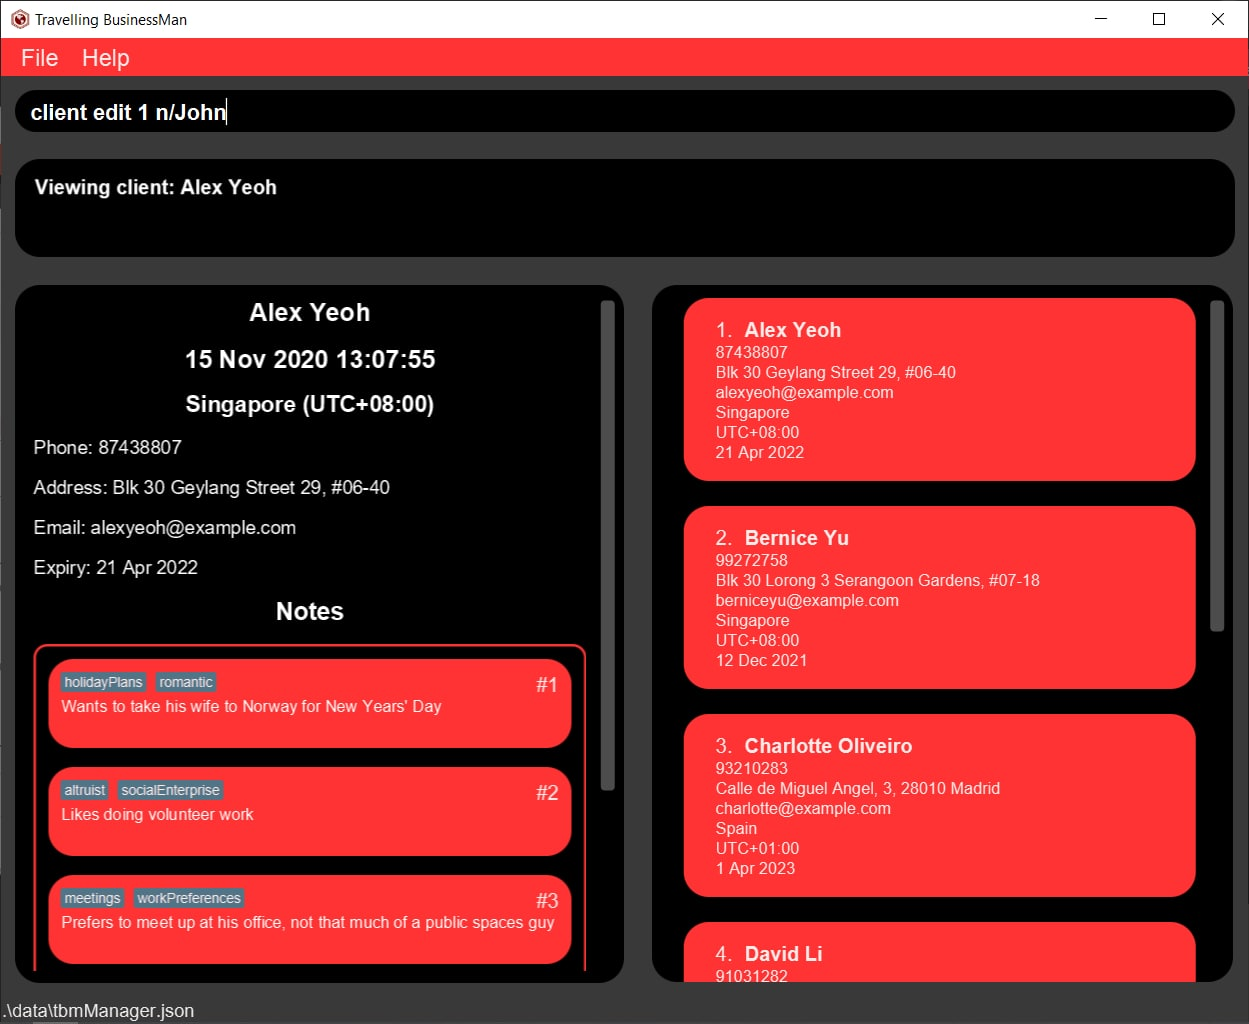 Travelling BusinessMan
File Help
client edit 1 n/John
Viewing client: Alex Yeoh
Alex Yeoh
15 Nov 2020 13:07:55
Singapore (UTC+08:00)
Phone: 87438807
Address: Blk 30 Geylang Street 29, #06-40
Email: alexyeoh@example.com
Expiry: 21 Apr 2022
Notes
holidayPlans romantic #1
Wants to take his wife to Norway for New Years' Day
altruist socialEnterprise #2
Likes doing volunteer work
meetings workPreferences #3
Prefers to meet up at his office, not that much of a public spaces guy
1. Alex Yeoh
87438807
Blk 30 Geylang Street 29, #06-40
alexyeoh@example.com
Singapore
UTC+08:00
21 Apr 2022
2. Bernice Yu
99272758
Blk 30 Lorong 3 Serangoon Gardens, #07-18
berniceyu@example.com
Singapore
UTC+08:00
12 Dec 2021
3. Charlotte Oliveiro
93210283
Calle de Miguel Angel, 3, 28010 Madrid
charlotte@example.com
Spain
UTC+01:00
1 Apr 2023
4. David Li
91031282
.\data\tbmManager.json